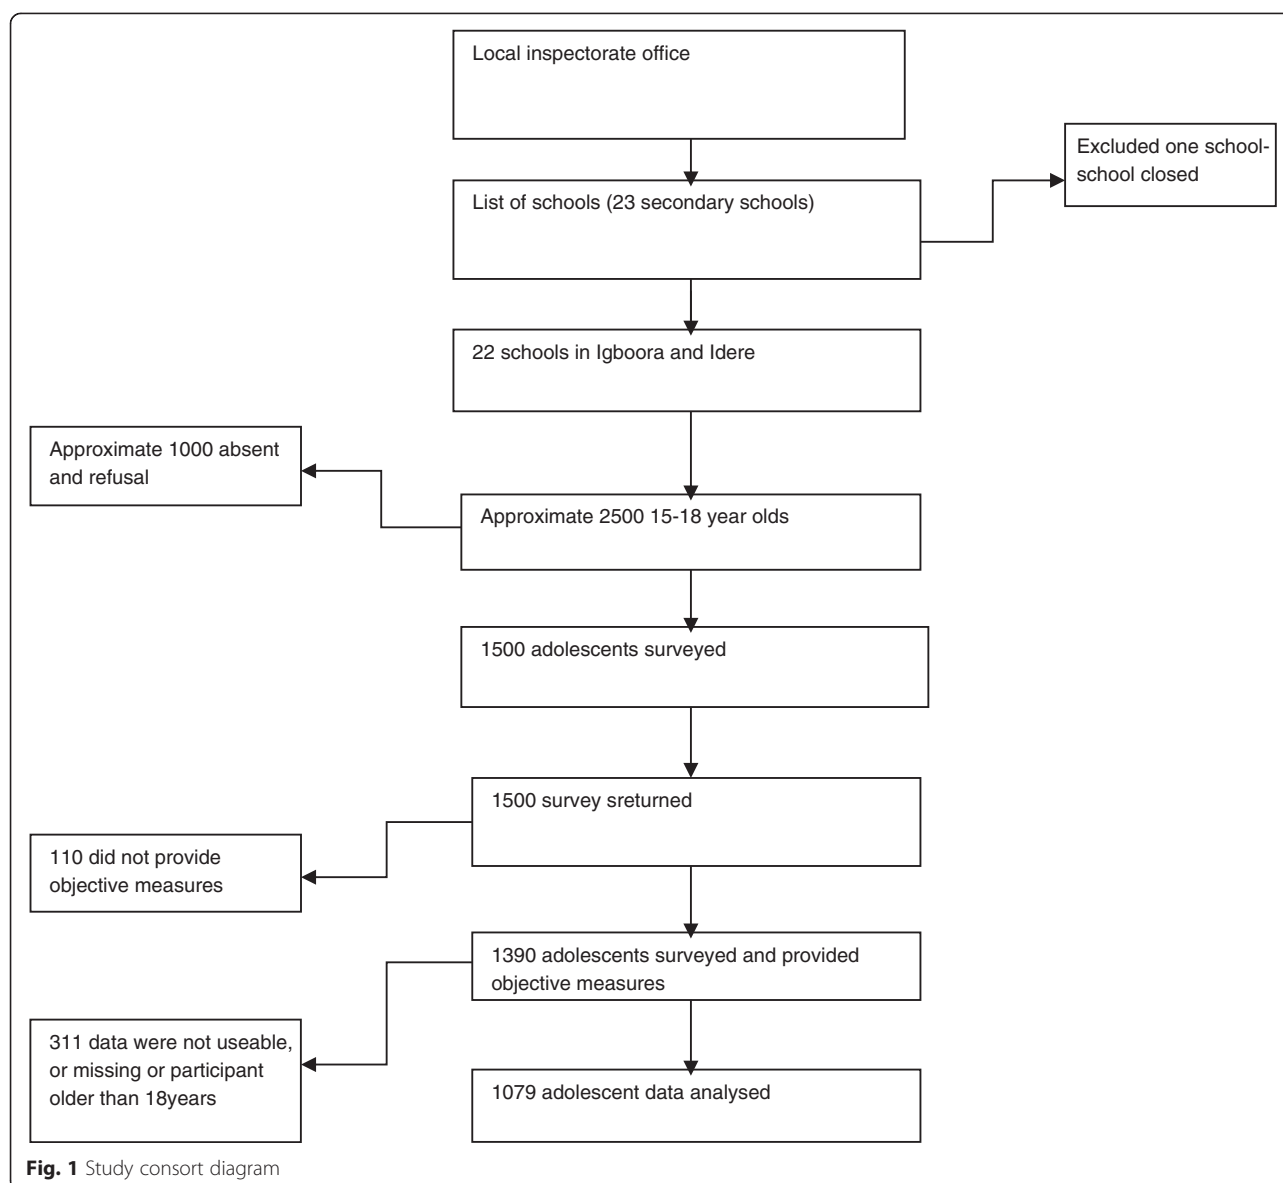 Local inspectorate office
Excluded one school-
school closed
List of schools (23 secondary schools)
22 schools in Igboora and Idere
Approximate 1000 absent
and refusal
Approximate 2500 15-18 year olds
1500 adolescents surveyed
1500 survey sreturned
110 did not provide
objective measures
1390 adolescents surveyed and provided
objective measures
311 data were not useable,
or missing or participant
older than 18years
1079 adolescent data analysed
Fig. 1 Study consort diagram